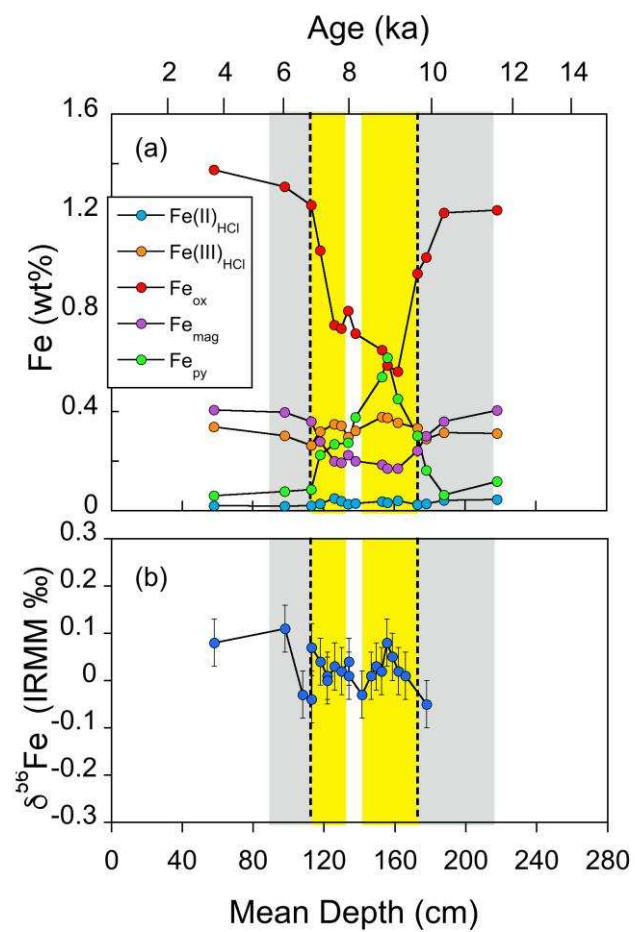 Age (ka)
2 4 6 8 10 12 14
1.6
(a)
1.2
Fe(II)HCl
Fe(III)HCl
Feox
Femag
Fepy
Fe (wt%)
0.8
0.4
0
0.3
(b)
0.2
0.1
0
-0.1
-0.2
-0.3
δ56Fe (IRMM ‰)
0 40 80 120 160 200 240 280
Mean Depth (cm)